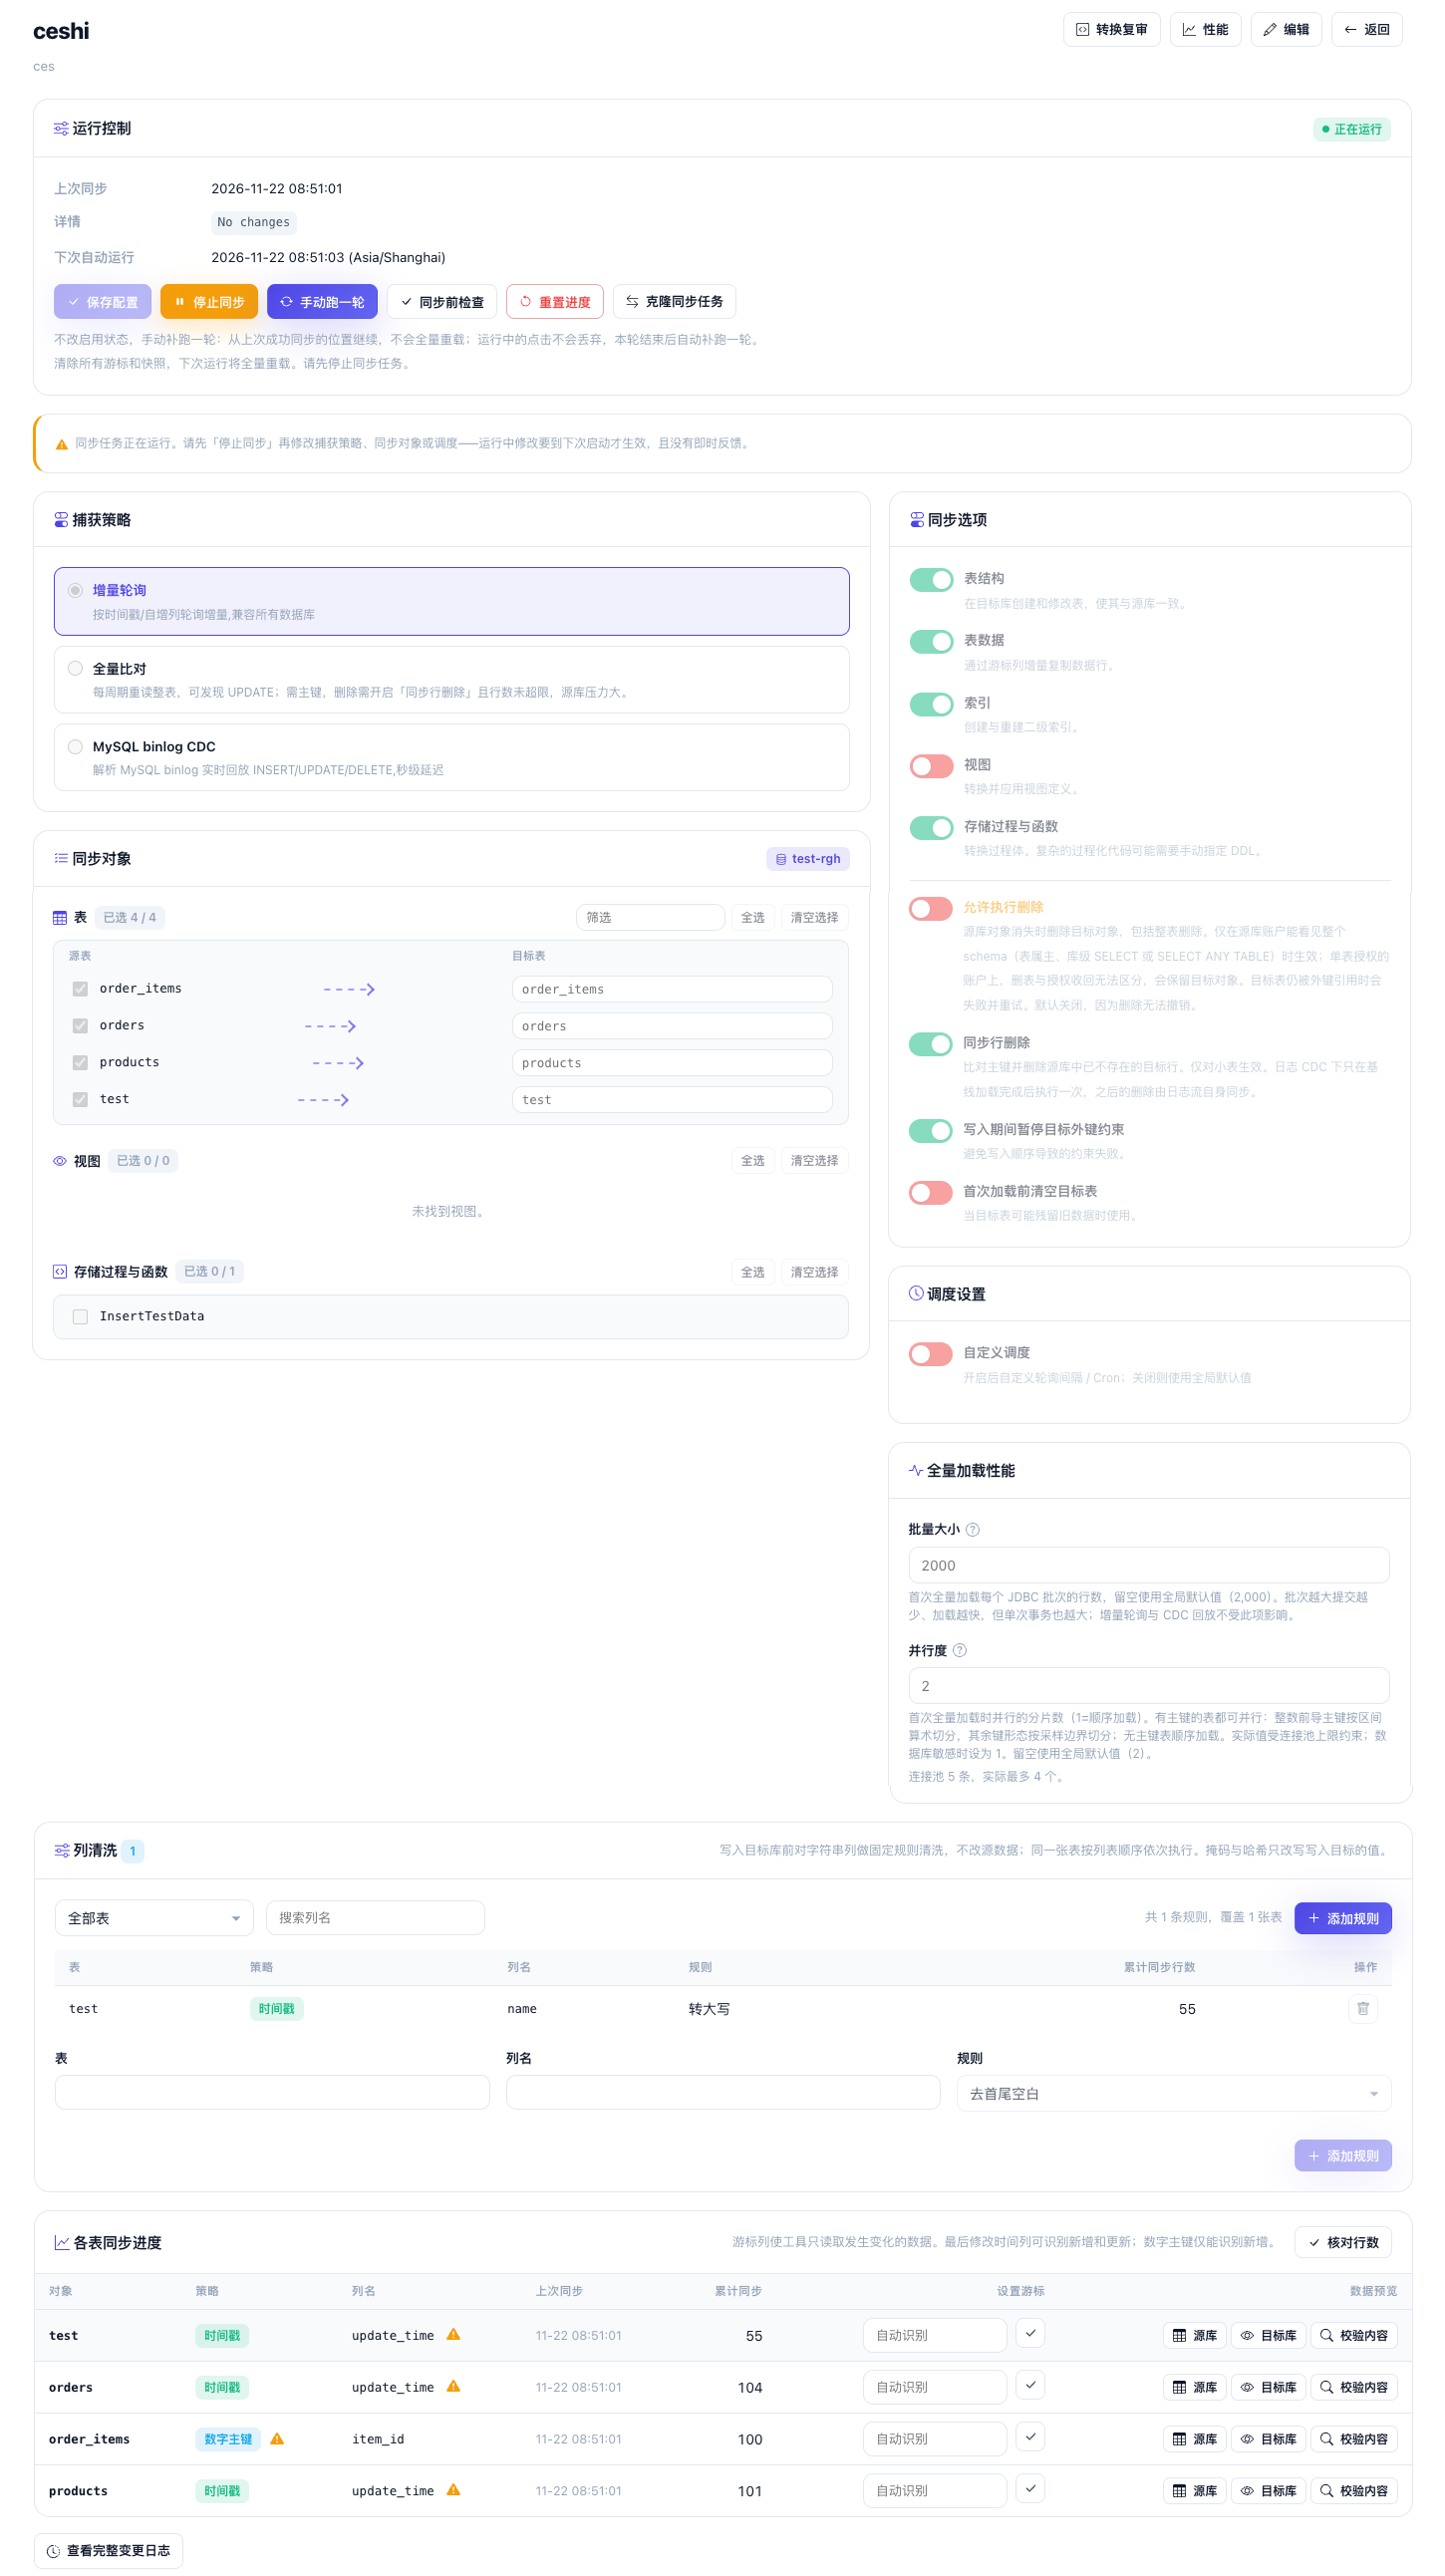 ceshi
转换复审
性能
编辑
返回
ces
运行控制
正在运行
上次同步 2026-11-22 08:51:01
详情 No changes
下次自动运行 2026-11-22 08:51:03 (Asia/Shanghai)
保存配置
停止同步
手动跑一轮
同步前检查
重置进度
克隆同步任务
不改启用状态，手动补跑一轮：从上次成功同步的位置继续，不会全量重载；运行中的点击不会丢弃，本轮结束后自动补跑一轮。
清除所有游标和快照，下次运行将全量重载。请先停止同步任务。
同步任务正在运行。请先「停止同步」再修改捕获策略、同步对象或调度——运行中修改要到下次启动才生效，且没有即时反馈。
捕获策略
增量轮询
按时间戳/自增列轮询增量,兼容所有数据库
全量比对
每周期重读整表，可发现 UPDATE；需主键，删除需开启「同步行删除」且行数未超限，源库压力大。
MySQL binlog CDC
解析 MySQL binlog 实时回放 INSERT/UPDATE/DELETE,秒级延迟
同步对象
test-rgh
表 已选 4 / 4
筛选
全选
清空选择
源表 目标表
order_items order_items
orders orders
products products
test test
视图 已选 0 / 0
全选
清空选择
未找到视图。
存储过程与函数 已选 0 / 1
全选
清空选择
InsertTestData
同步选项
表结构
在目标库创建和修改表，使其与源库一致。
表数据
通过游标列增量复制数据行。
索引
创建与重建二级索引。
视图
转换并应用视图定义。
存储过程与函数
转换过程体。复杂的过程化代码可能需要手动指定 DDL。
允许执行删除
源库对象消失时删除目标对象，包括整表删除。仅在源库账户能看见整个
schema（表属主、库级 SELECT 或 SELECT ANY TABLE）时生效；单表授权的
账户上，删表与授权收回无法区分，会保留目标对象。目标表仍被外键引用时会
失败并重试。默认关闭，因为删除无法撤销。
同步行删除
比对主键并删除源库中已不存在的目标行。仅对小表生效。日志 CDC 下只在基
线加载完成后执行一次，之后的删除由日志流自身同步。
写入期间暂停目标外键约束
避免写入顺序导致的约束失败。
首次加载前清空目标表
当目标表可能残留旧数据时使用。
调度设置
自定义调度
开启后自定义轮询间隔 / Cron；关闭则使用全局默认值
全量加载性能
批量大小
2000
首次全量加载每个 JDBC 批次的行数，留空使用全局默认值（2,000）。批次越大提交越
少、加载越快，但单次事务也越大；增量轮询与 CDC 回放不受此项影响。
并行度
2
首次全量加载时并行的分片数（1=顺序加载）。有主键的表都可并行：整数前导主键按区间
算术切分，其余键形态按采样边界切分；无主键表顺序加载。实际值受连接池上限约束；数
据库敏感时设为 1。留空使用全局默认值（2）。
连接池 5 条，实际最多 4 个。
列清洗 1
写入目标库前对字符串列做固定规则清洗，不改源数据；同一张表按列表顺序依次执行。掩码与哈希只改写写入目标的值。
全部表
搜索列名
共 1 条规则，覆盖 1 张表
添加规则
表 策略 列名 规则 累计同步行数 操作
test 时间戳 name 转大写 55
表 列名 规则
去首尾空白
添加规则
各表同步进度
游标列使工具只读取发生变化的数据。最后修改时间列可识别新增和更新；数字主键仅能识别新增。
核对行数
对象 策略 列名 上次同步 累计同步 设置游标 数据预览
test 时间戳 update_time 11-22 08:51:01 55 自动识别 源库 目标库 校验内容
orders 时间戳 update_time 11-22 08:51:01 104 自动识别 源库 目标库 校验内容
order_items 数字主键 item_id 11-22 08:51:01 100 自动识别 源库 目标库 校验内容
products 时间戳 update_time 11-22 08:51:01 101 自动识别 源库 目标库 校验内容
查看完整变更日志